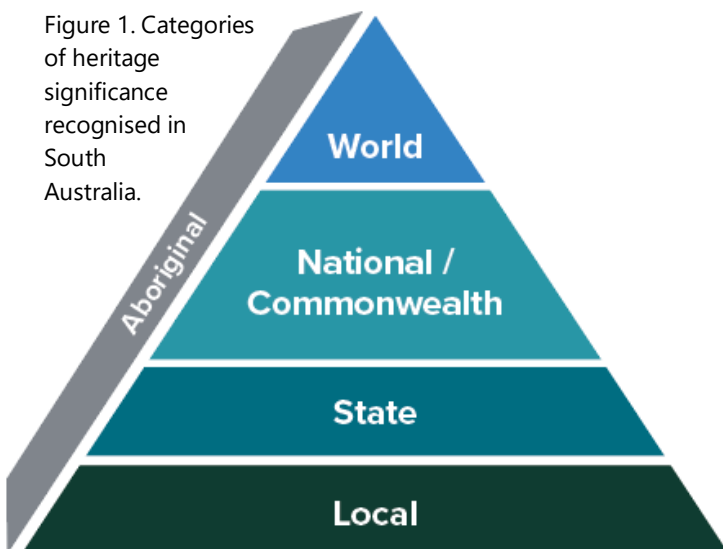 Figure 1. Categories
of heritage
significance
recognised in
South
Australia.
World
Aboriginal
National /
Commonwealth
State
Local